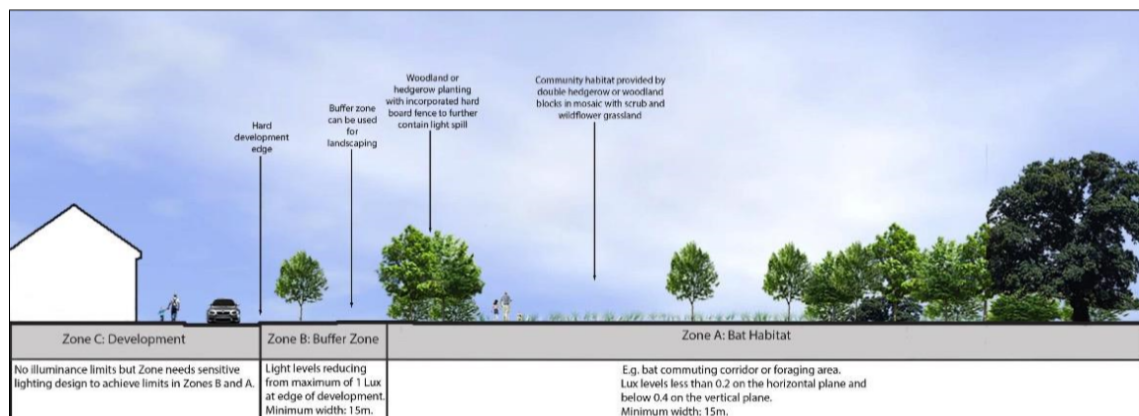 Woodland or
hedgerow planting
with incorporated hard
board fence to further
contain light spill
Community habitat provided by
double hedgerow or woodland
blocks in mosaic with scrub and
wildflower grassland
Buffer zone
can be used
for
landscaping
Hard
development
edge
Zone C: Development
Zone B: Buffer Zone
Zone A: Bat Habitat
No illuminance limits but Zone needs sensitive
lighting design to achieve limits in Zones B and A.
Light levels reducing
from maximum of 1 Lux
at edge of development.
Minimum width: 15m.
E.g. bat commuting corridor or foraging area.
Lux levels less than 0.2 on the horizontal plane and
below 0.4 on the vertical plane.
Minimum width: 15m.